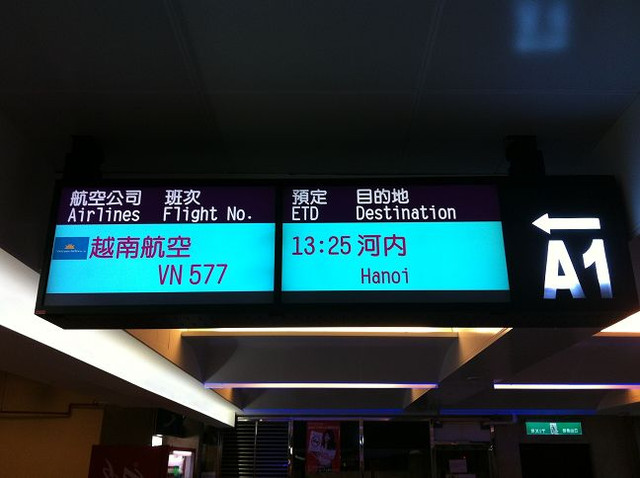 航空公司 班次
Airlines Flight No.
越南航空
VN 577
預定 目的地
ETD Destination
13:25 河内
Hanoi
A1